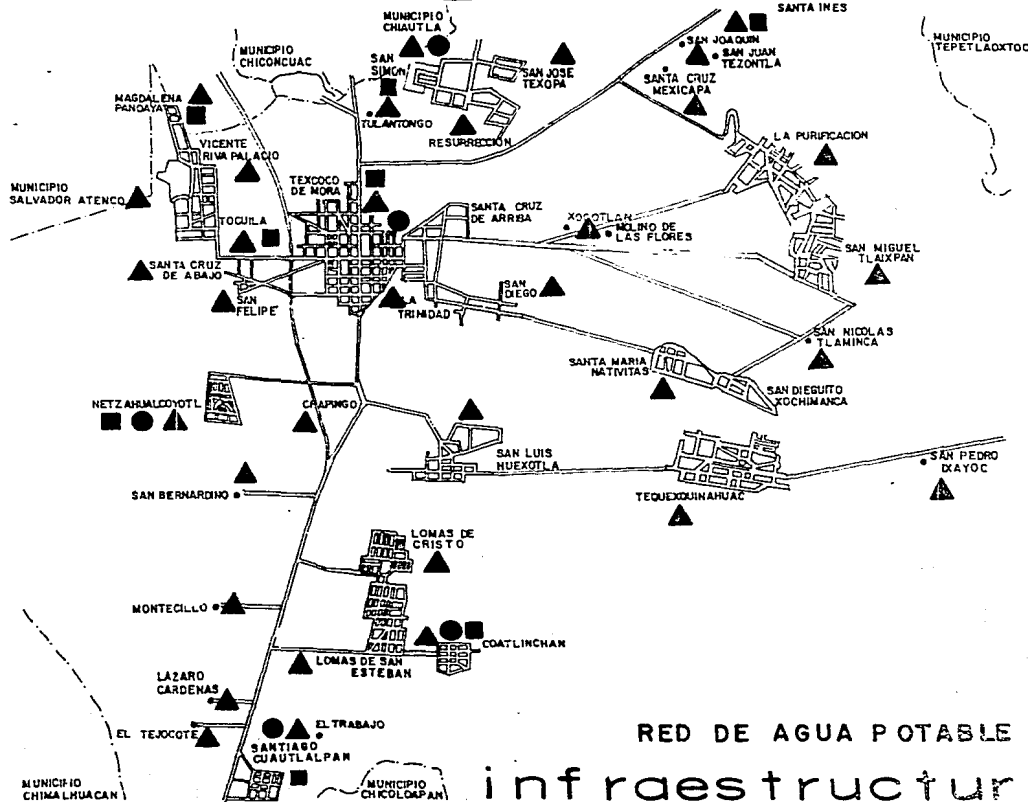 MUNICIPIO
CHIAUTLA
SANTA INES
MUNICIPIO
CHICONCUAC
SAN
SIMON
SAN JOSE
TEXOPA
SAN JOAQUIN
SAN JUAN
TEZONTLA
MUNICIPIO
TEPETLAOXTOC
SANTA CRUZ
MEXICAPA
MAGDALENA
PANOAYA
TULANTONGO
RESURRECCION
LA PURIFICACION
VICENTE
RIVA PALACIO
TEXCOCO
DE MORA
MUNICIPIO
SALVADOR ATENCO
SANTA CRUZ
DE ARRIBA
XOCOTLAN
MOLINO DE
LAS FLORES
TOCUILA
SAN MIGUEL
TLAIXPAN
SANTA CRUZ
DE ABAJO
SAN
FELIPE
LA
TRINIDAD
SAN
DIEGO
SAN NICOLAS
TLAMINCA
SANTA MARIA
NATIVITAS
SAN DIEGUITO
XOCHIMANCA
NETZAHUALCOYOTL
CHAPINGO
SAN LUIS
HUEXOTLA
SAN PEDRO
IXAYOC
SAN BERNARDINO
TEQUEXQUINAHUAC
LOMAS DE
CRISTO
MONTECILLO
COATLINCHAN
LOMAS DE SAN
ESTEBAN
LAZARO
CARDENAS
EL TEJOCOTE
EL TRABAJO
SANTIAGO
CUAUTLALPAN
MUNICIPIO
CHIMALHUACAN
MUNICIPIO
CHICOLOAPAN
RED DE AGUA POTABLE
infraestructur